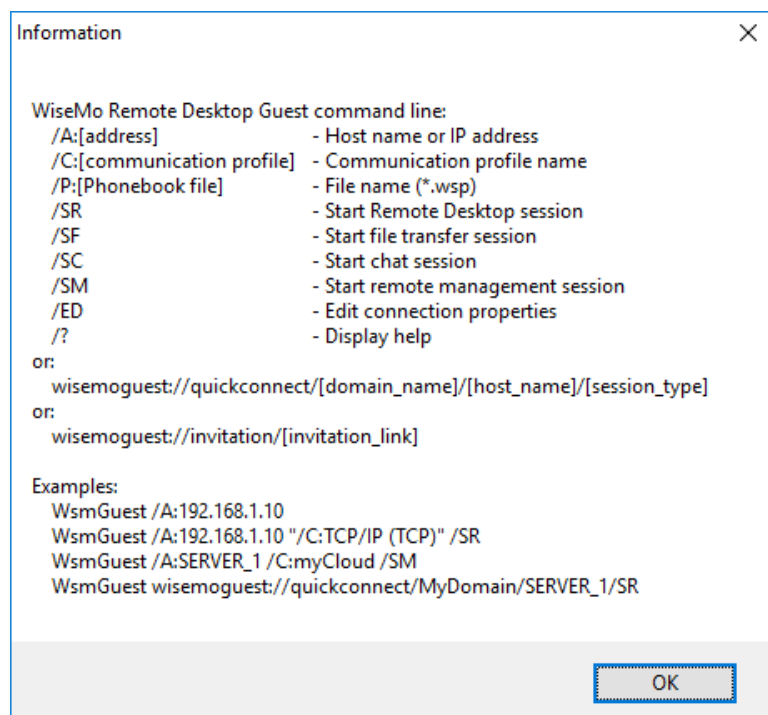 Information
WiseMo Remote Desktop Guest command line:
/A:[address] - Host name or IP address
/C:[communication profile] - Communication profile name
/P:[Phonebook file] - File name (*.wsp)
/SR - Start Remote Desktop session
/SF - Start file transfer session
/SC - Start chat session
/SM - Start remote management session
/ED - Edit connection properties
/? - Display help
or:
wisemoguest://quickconnect/[domain_name]/[host_name]/[session_type]
or:
wisemoguest://invitation/[invitation_link]
Examples:
WsmGuest /A:192.168.1.10
WsmGuest /A:192.168.1.10 "/C:TCP/IP (TCP)" /SR
WsmGuest /A:SERVER_1 /C:myCloud /SM
WsmGuest wisemoguest://quickconnect/MyDomain/SERVER_1/SR
OK